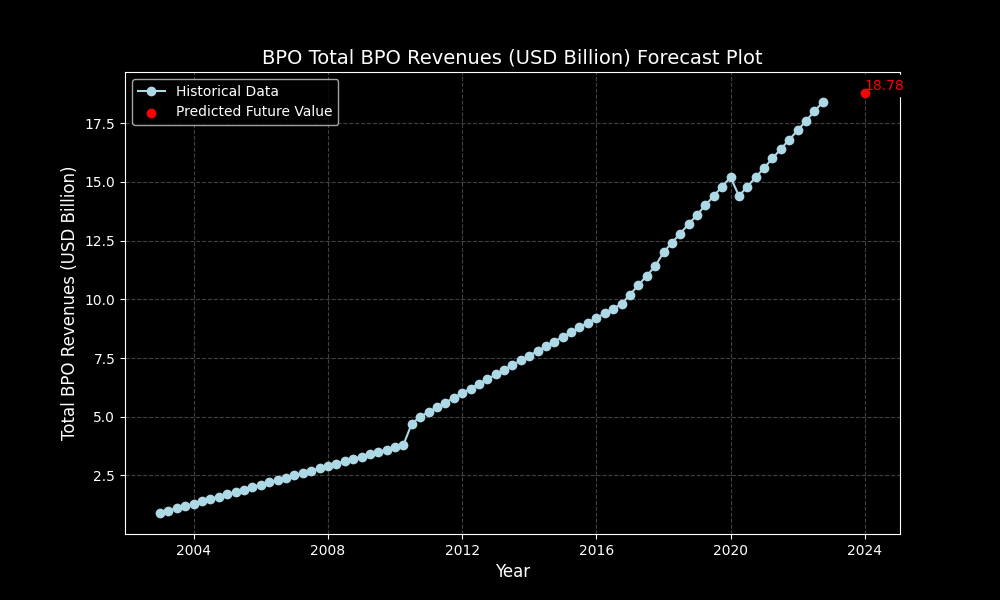 BPO Total BPO Revenues (USD Billion) Forecast Plot
Historical Data
Predicted Future Value
18.78
Total BPO Revenues (USD Billion)
17.5
15.0
12.5
10.0
7.5
5.0
2.5
2004 2008 2012 2016 2020 2024
Year